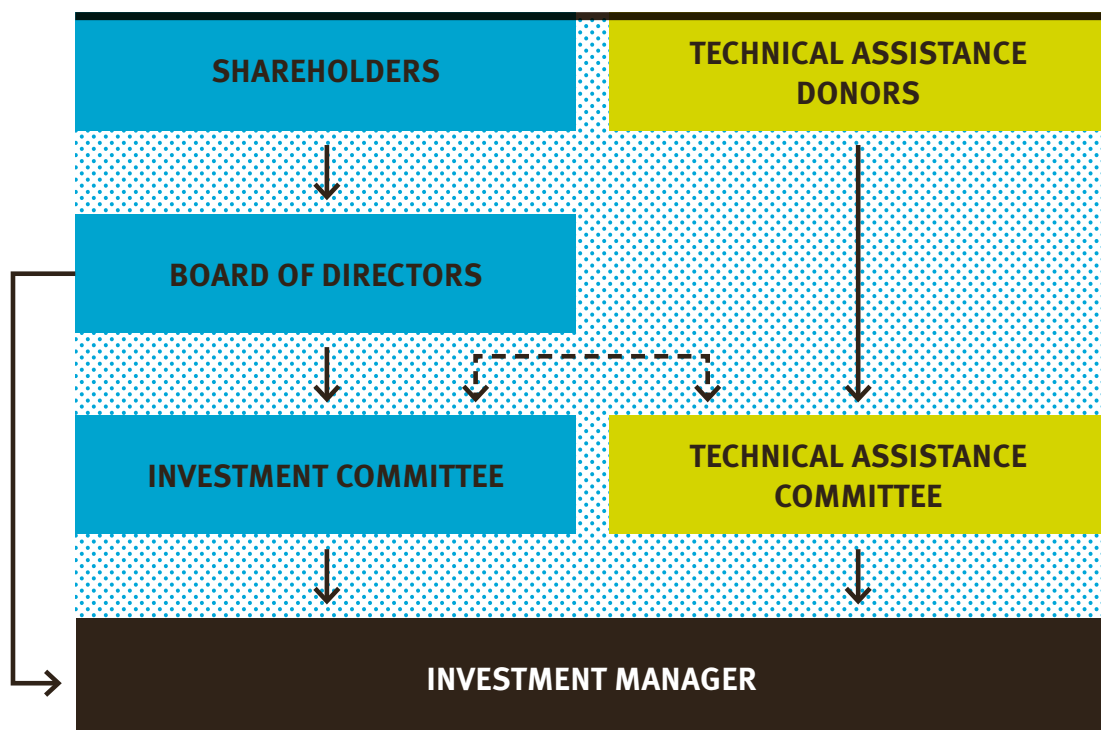 SHAREHOLDERS
TECHNICAL ASSISTANCE
DONORS
BOARD OF DIRECTORS
INVESTMENT COMMITTEE
TECHNICAL ASSISTANCE
COMMITTEE
INVESTMENT MANAGER